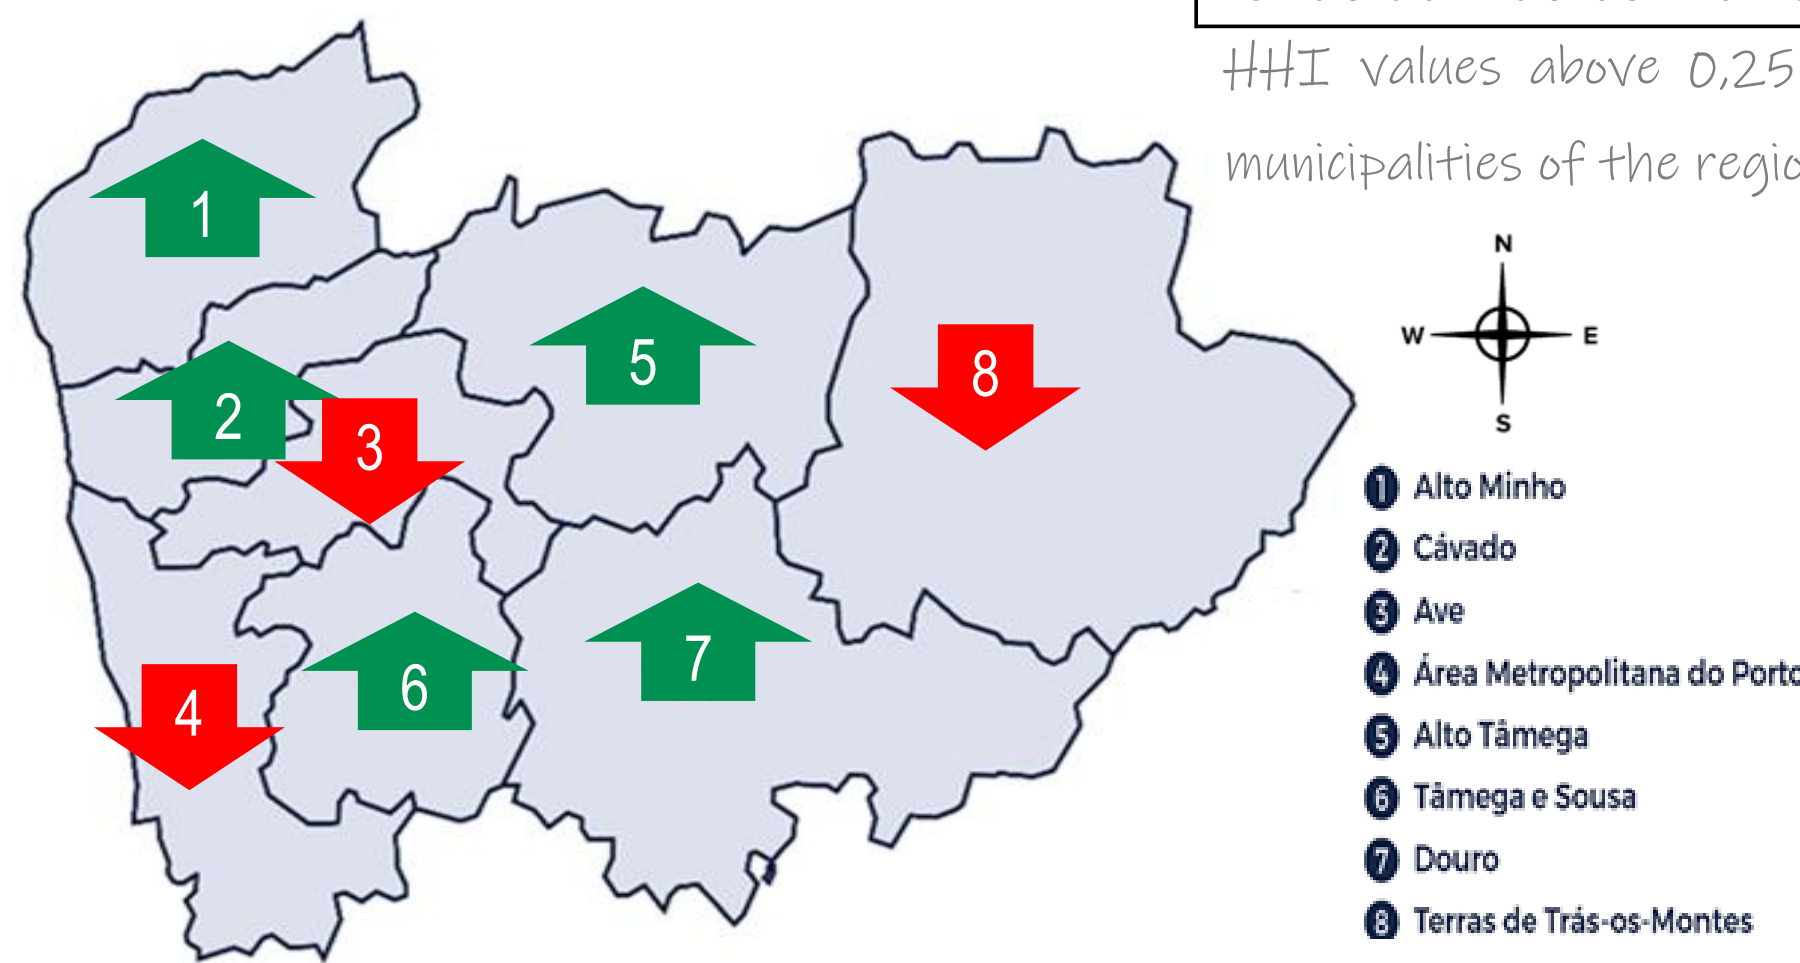 HHI values above 0,25
municipalities of the regio
N
W E
S
1
2
3
4
5
6
7
8
1 Alto Minho
2 Cávado
3 Ave
4 Área Metropolitana do Porto
5 Alto Tâmega
6 Tâmega e Sousa
7 Douro
8 Terras de Trás-os-Montes